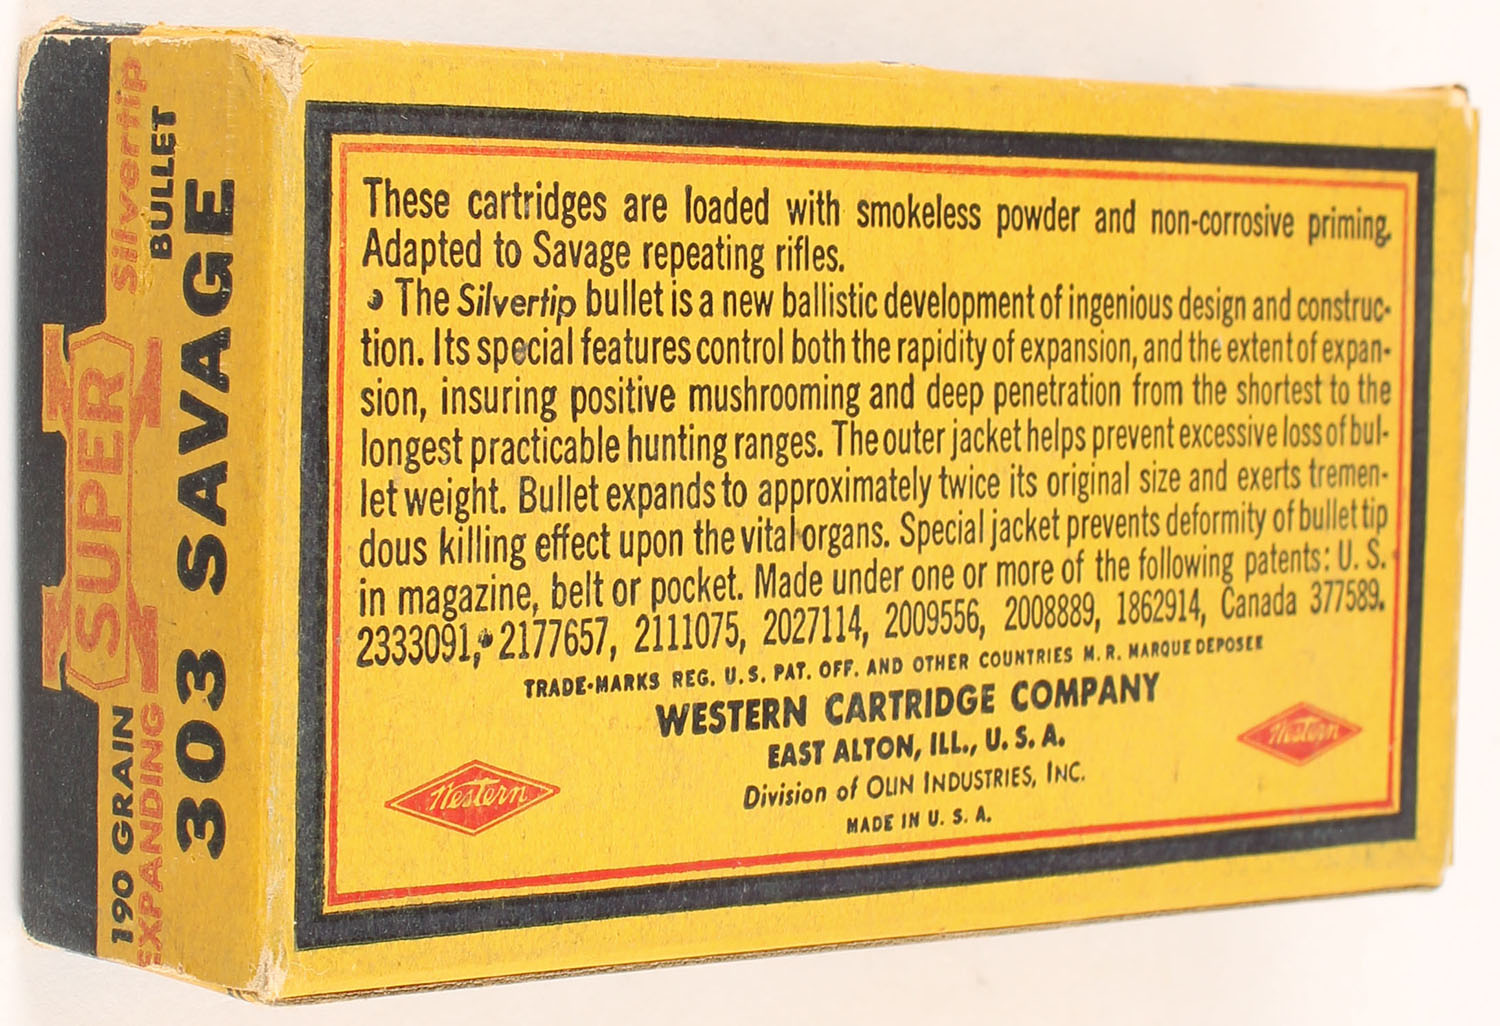 SUPER
190 GRAIN Silvertip
EXPANDING BULLET
303 SAVAGE
These cartridges are loaded with smokeless powder and non-corrosive priming.
Adapted to Savage repeating rifles.
• The Silvertip bullet is a new ballistic development of ingenious design and construc-
tion. Its special features control both the rapidity of expansion, and the extent of expan-
sion, insuring positive mushrooming and deep penetration from the shortest to the
longest practicable hunting ranges. The outer jacket helps prevent excessive loss of bul-
let weight. Bullet expands to approximately twice its original size and exerts tremen-
dous killing effect upon the vital organs. Special jacket prevents deformity of bullet tip
in magazine, belt or pocket. Made under one or more of the following patents: U. S.
2333091, 2177657, 2111075, 2027114, 2009556, 2008889, 1862914, Canada 377589.
TRADE-MARKS REG. U.S. PAT. OFF. AND OTHER COUNTRIES M. R. MARQUE DEPOSEE
WESTERN CARTRIDGE COMPANY
EAST ALTON, ILL., U. S. A.
Division of OLIN INDUSTRIES, INC.
MADE IN U. S. A.
Western
Western